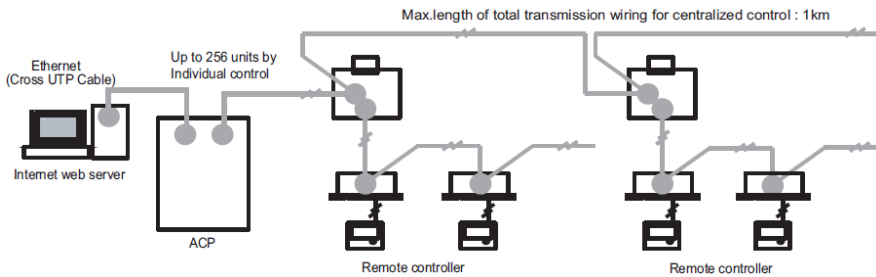 Max.length of total transmission wiring for centralized control : 1km
Ethernet
(Cross UTP Cable)
Up to 256 units by
Individual control
Internet web server
ACP
Remote controller
Remote controller